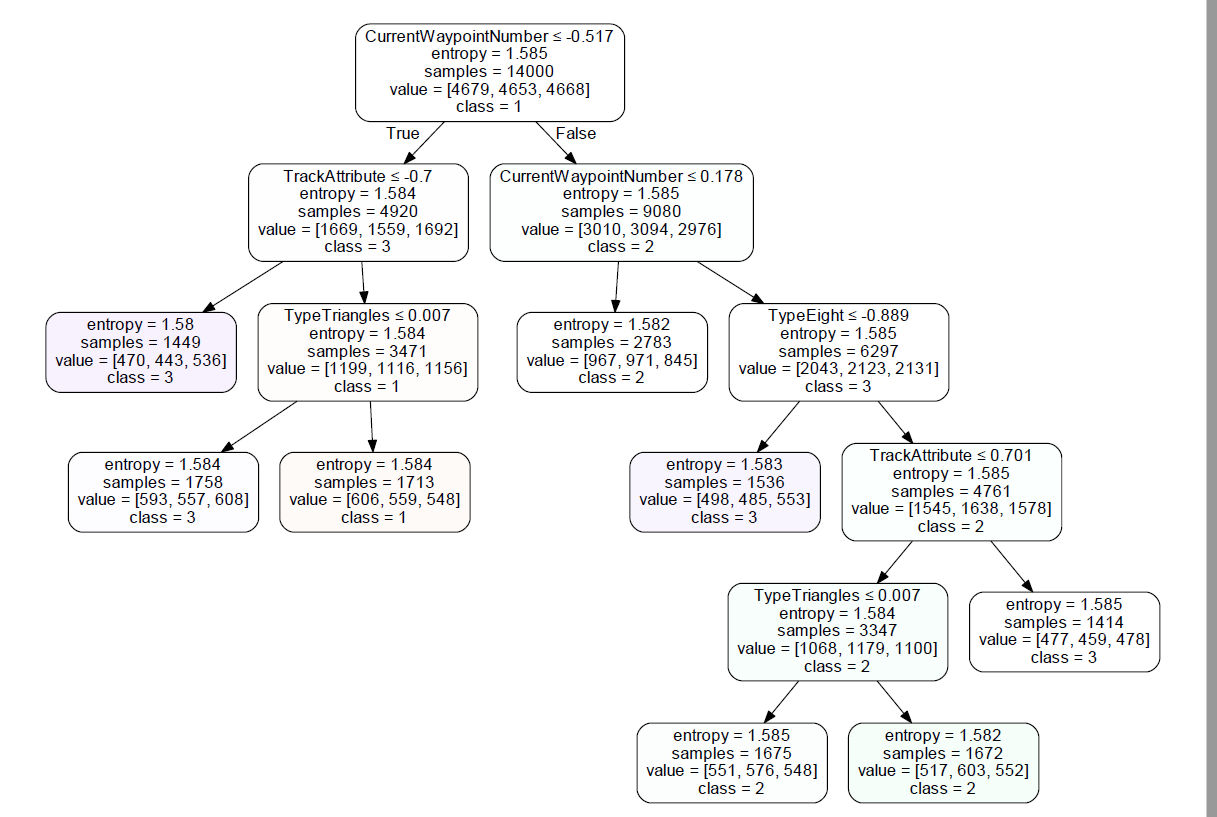 CurrentWaypointNumber ≤ -0.517
entropy = 1.585
samples = 14000
value = [4679, 4653, 4668]
class = 1
True
False
TrackAttribute ≤ -0.7
entropy = 1.584
samples = 4920
value = [1669, 1559, 1692]
class = 3
CurrentWaypointNumber ≤ 0.178
entropy = 1.585
samples = 9080
value = [3010, 3094, 2976]
class = 2
entropy = 1.58
samples = 1449
value = [470, 443, 536]
class = 3
TypeTriangles ≤ 0.007
entropy = 1.584
samples = 3471
value = [1199, 1116, 1156]
class = 1
entropy = 1.582
samples = 2783
value = [967, 971, 845]
class = 2
TypeEight ≤ -0.889
entropy = 1.585
samples = 6297
value = [2043, 2123, 2131]
class = 3
entropy = 1.584
samples = 1758
value = [593, 557, 608]
class = 3
entropy = 1.584
samples = 1713
value = [606, 559, 548]
class = 1
entropy = 1.583
samples = 1536
value = [498, 485, 553]
class = 3
TrackAttribute ≤ 0.701
entropy = 1.585
samples = 4761
value = [1545, 1638, 1578]
class = 2
TypeTriangles ≤ 0.007
entropy = 1.584
samples = 3347
value = [1068, 1179, 1100]
class = 2
entropy = 1.585
samples = 1414
value = [477, 459, 478]
class = 3
entropy = 1.585
samples = 1675
value = [551, 576, 548]
class = 2
entropy = 1.582
samples = 1672
value = [517, 603, 552]
class = 2